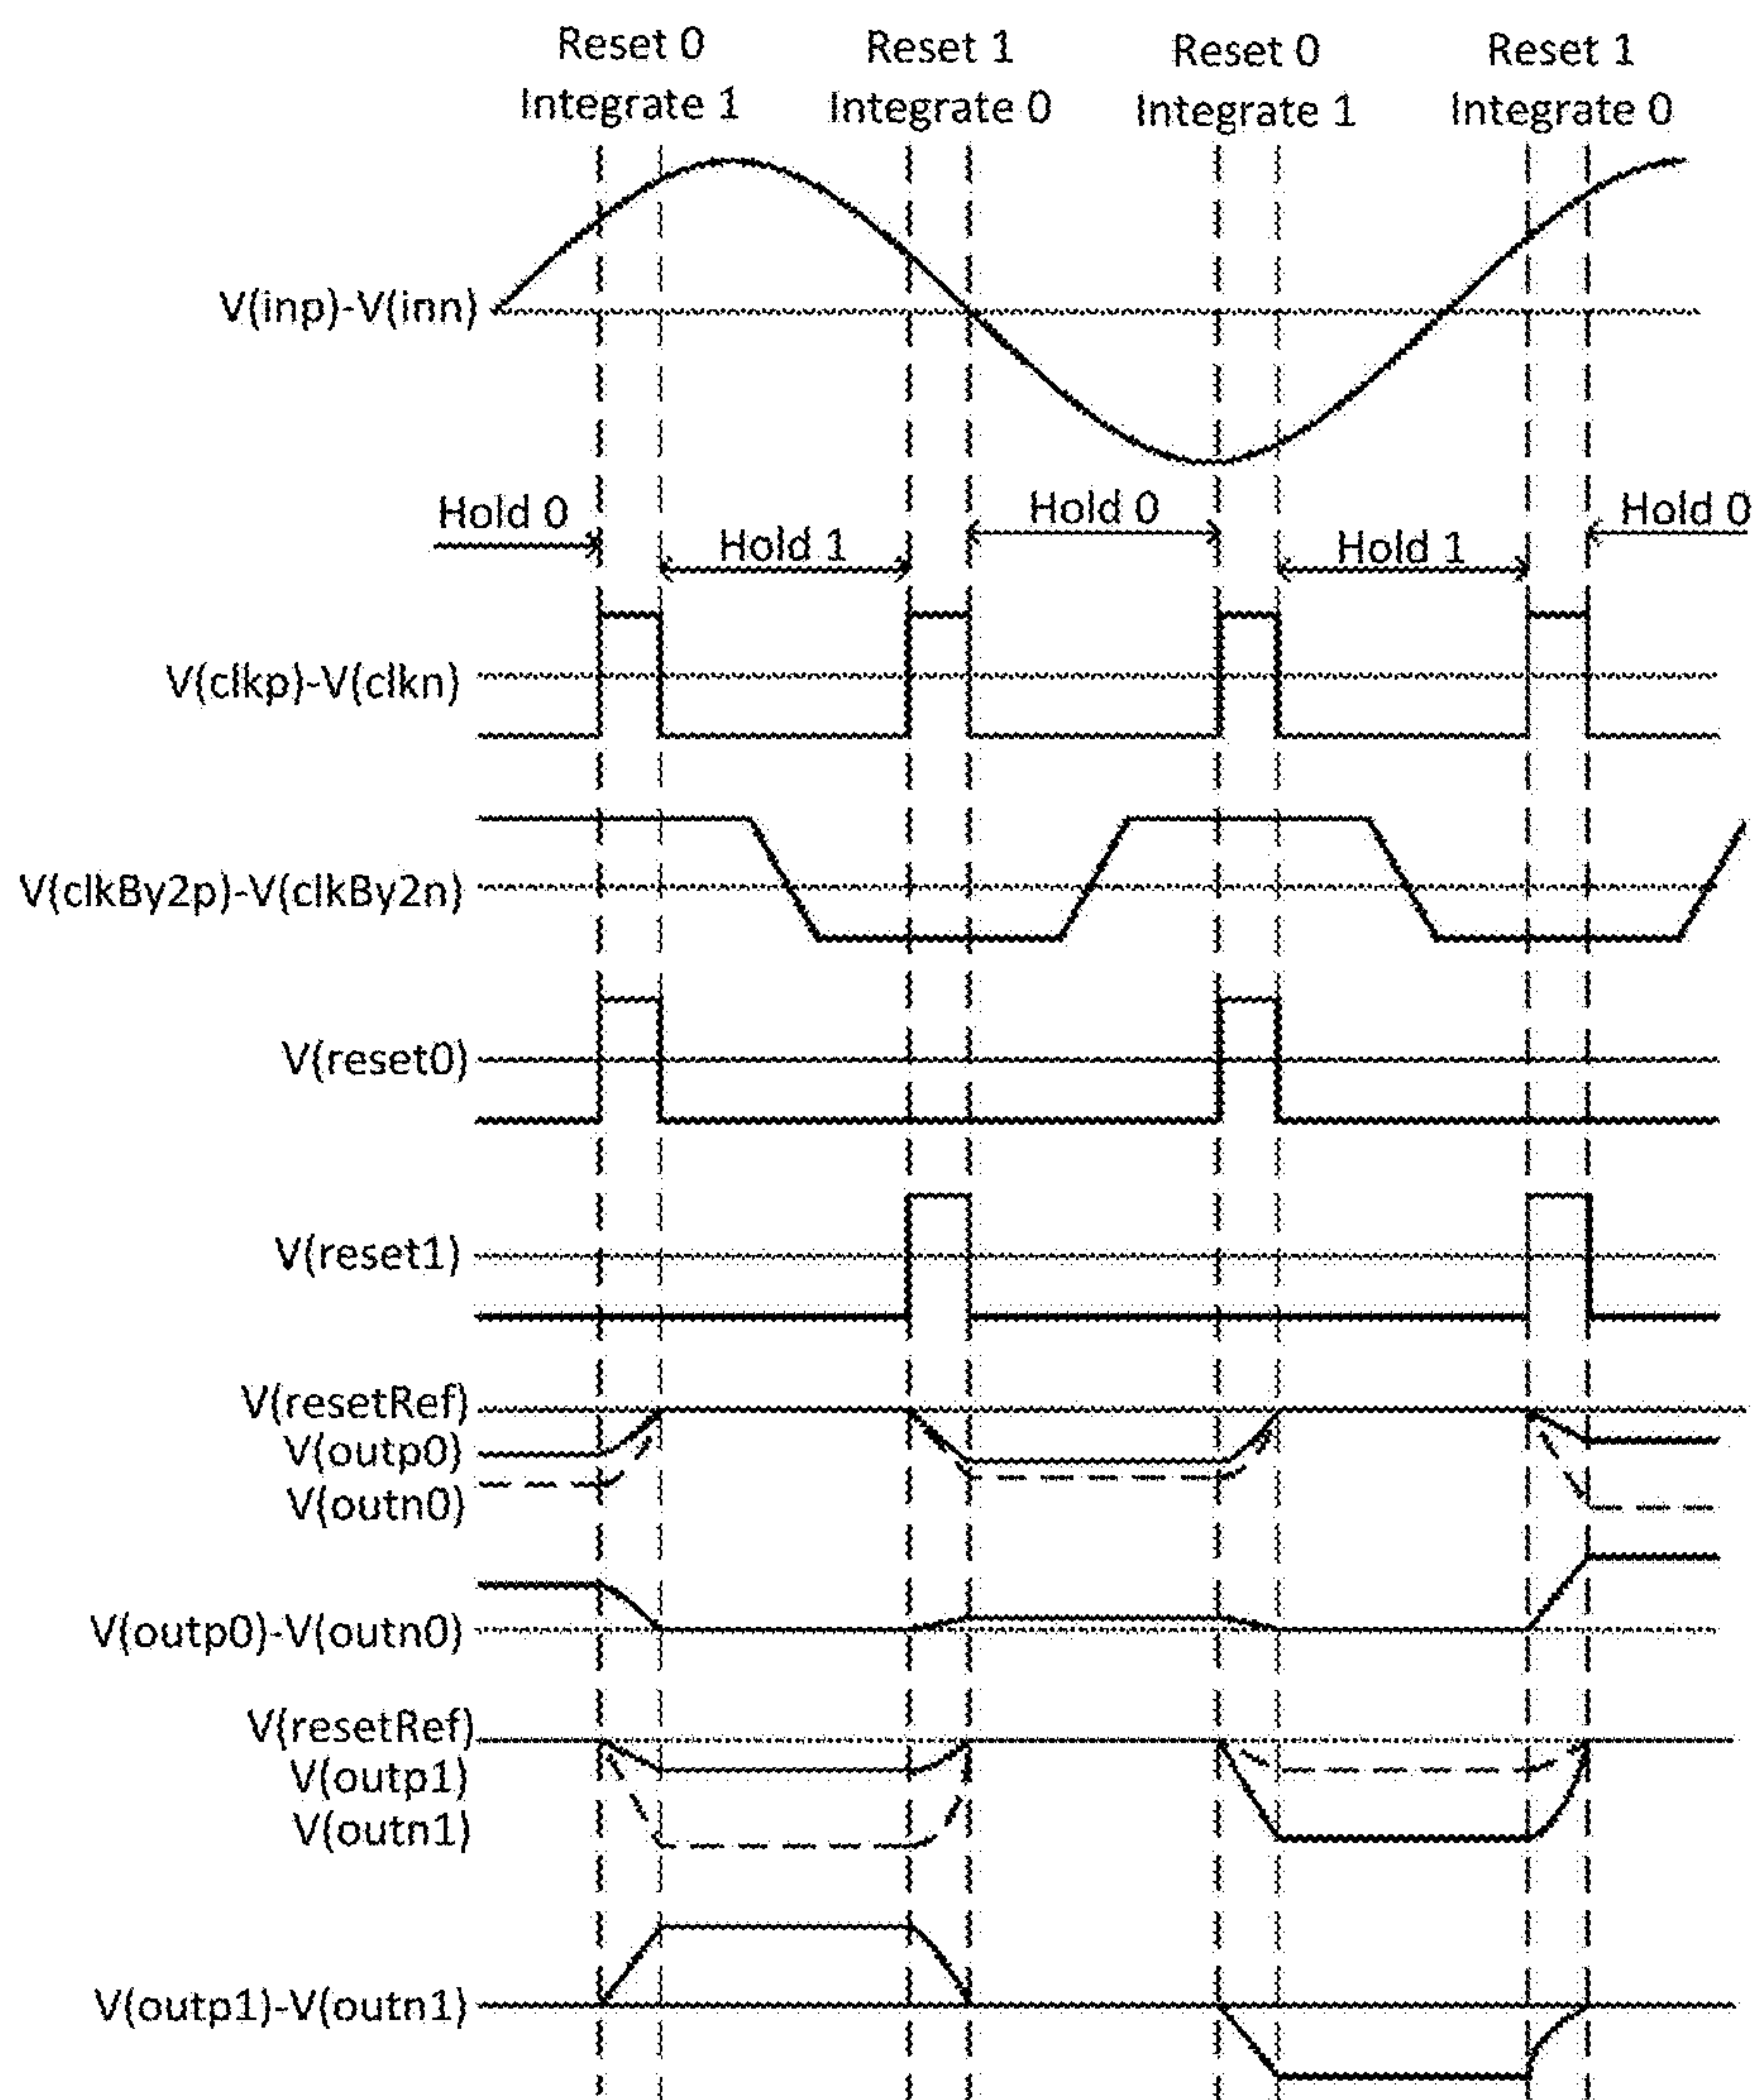 Reset 0 Reset 1 Reset 0 Reset 1
Integrate 1 Integrate 0 Integrate 1 Integrate 0
V(inp)-V(inn)
Hold 0 Hold 1 Hold 0 Hold 1 Hold 0
V(clkp)-V(clkn)
V(clkBy2p)-V(clkBy2n)
V(reset0)
V(reset1)
V(resetRef)
V(outp0)
V(outn0)
V(outp0)-V(outn0)
V(resetRef)
V(outp1)
V(outn1)
V(outp1)-V(outn1)